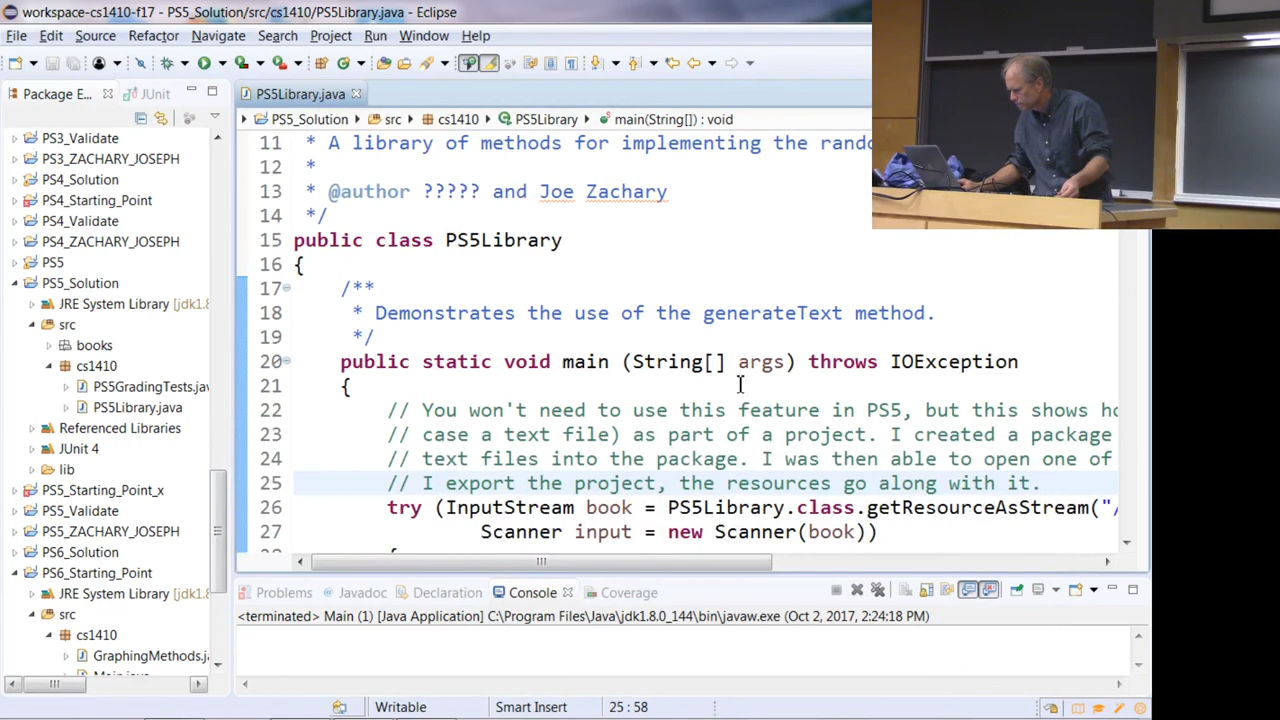 workspace-cs1410-f17 - PS5_Solution/src/cs1410/PS5Library.java - Eclipse
File Edit Source Refactor Navigate Search Project Run Window Help
Package E... JUnit
PS3_Validate
PS3_ZACHARY_JOSEPH
PS4_Solution
PS4_Starting_Point
PS4_Validate
PS4_ZACHARY_JOSEPH
PS5
PS5_Solution
JRE System Library [jdk1.8.
src
books
cs1410
PS5GradingTests.jav
PS5Library.java
Referenced Libraries
JUnit 4
lib
PS5_Starting_Point_x
PS5_Validate
PS5_ZACHARY_JOSEPH
PS6_Solution
PS6_Starting_Point
JRE System Library [jdk1.8.
src
cs1410
GraphingMethods.ja
PS5Library.java
PS5_Solution src cs1410 PS5Library main(String[]) : void
11 * A library of methods for implementing the rando
12 *
13 * @author ????? and Joe Zachary
14 */
15 public class PS5Library
16 {
17 /**
18 * Demonstrates the use of the generateText method.
19 */
20 public static void main (String[] args) throws IOException
21 {
22 // You won't need to use this feature in PS5, but this shows ho
23 // case a text file) as part of a project. I created a package
24 // text files into the package. I was then able to open one of
25 // I export the project, the resources go along with it.
26 try (InputStream book = PS5Library.class.getResourceAsStream("/
27 Scanner input = new Scanner(book))
Problems Javadoc Declaration Console Coverage
<terminated> Main (1) [Java Application] C:\Program Files\Java\jdk1.8.0_144\bin\javaw.exe (Oct 2, 2017, 2:24:18 PM)
Writable Smart Insert 25 : 58